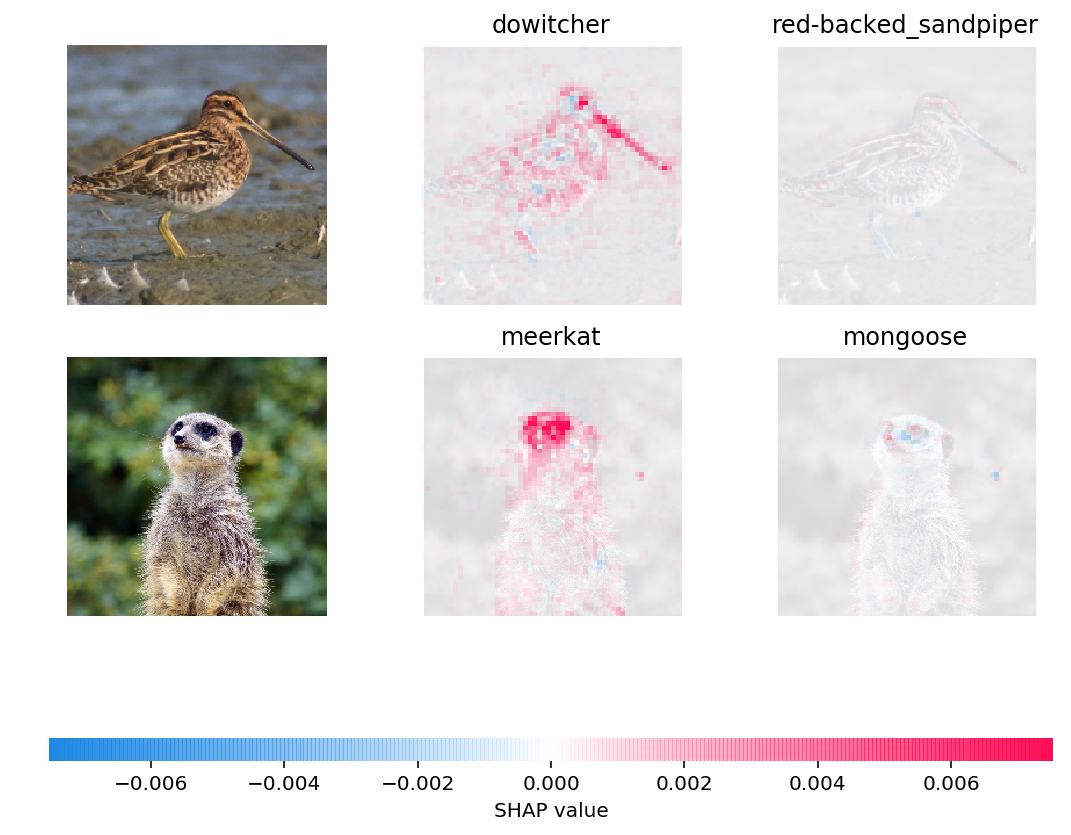 dowitcher
red-backed_sandpiper
meerkat
mongoose
−0.006 −0.004 −0.002 0.000 0.002 0.004 0.006
SHAP value